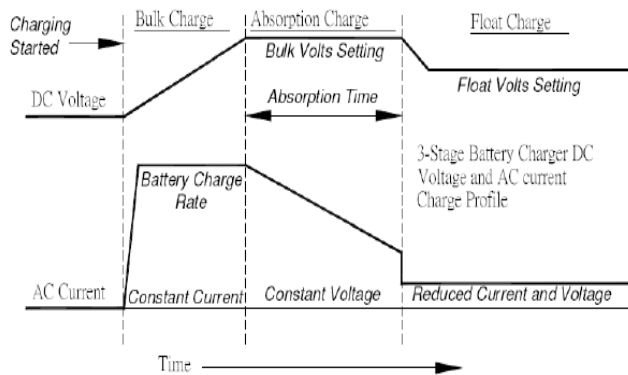 Charging
Started
Bulk Charge
Absorption Charge
Float Charge
Bulk Volts Setting
DC Voltage
Absorption Time
Float Volts Setting
3-Stage Battery Charger DC
Voltage and AC current
Charge Profile
Battery Charge
Rate
AC Current
Constant Current
Constant Voltage
Reduced Current and Voltage
Time